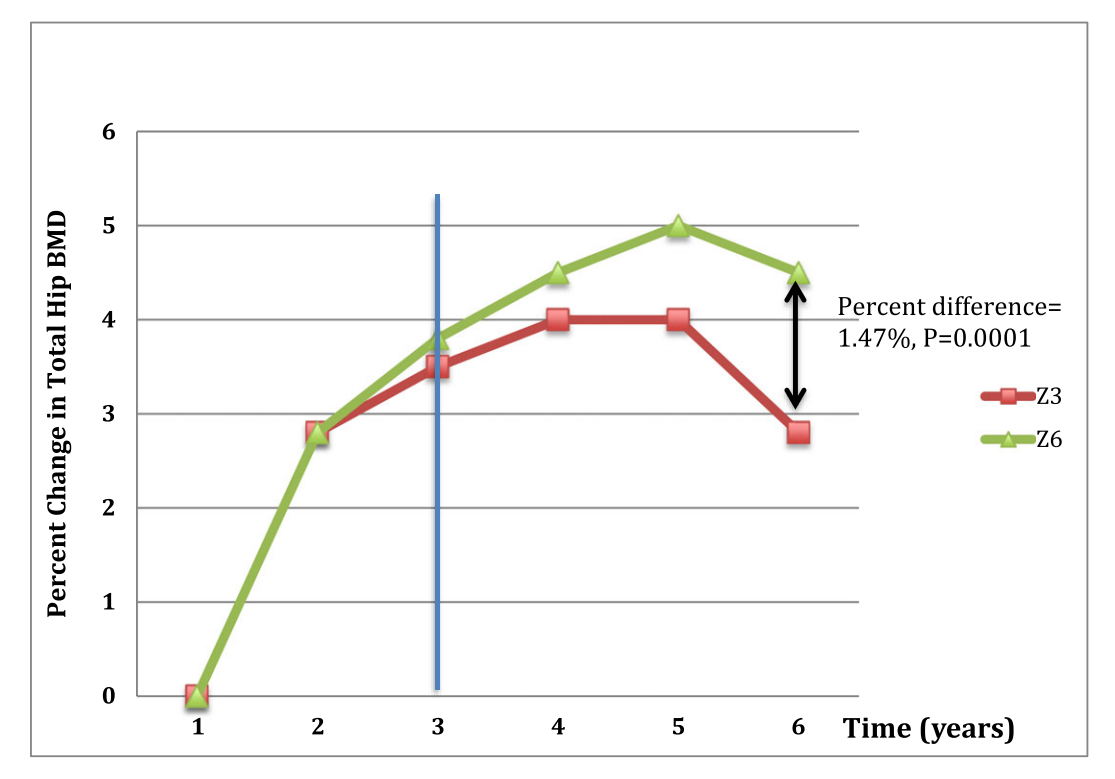 Percent Change in Total Hip BMD
6
5
4
3
2
1
0
1 2 3 4 5 6 Time (years)
Percent difference=
1.47%, P=0.0001
Z3
Z6